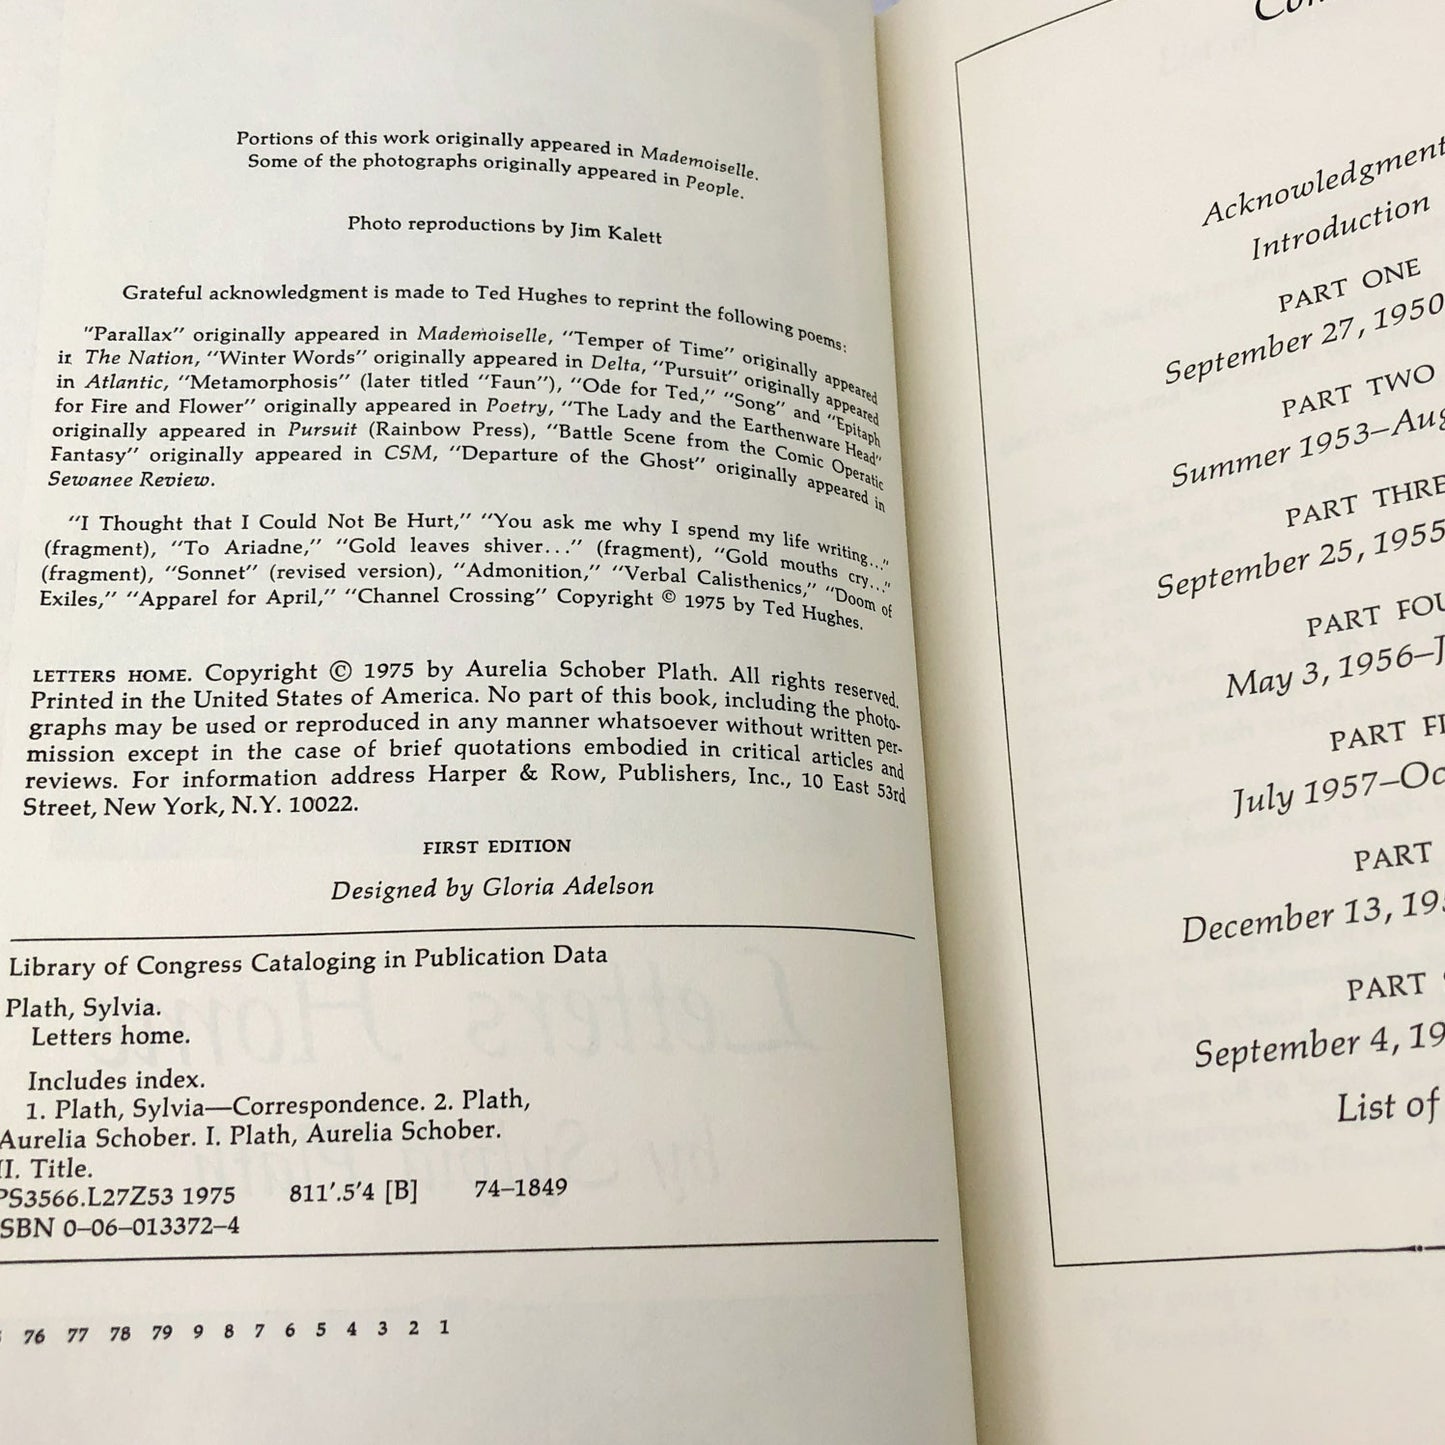 Portions of this work originally appeared in Mademoiselle.
Some of the photographs originally appeared in People.
Photo reproductions by Jim Kalett
Grateful acknowledgment is made to Ted Hughes to reprint the following poems:
"Parallax" originally appeared in Mademoiselle, "Temper of Time" originally appeared
in The Nation, "Winter Words" originally appeared in Delta, "Pursuit" originally appeared
in Atlantic, "Metamorphosis" (later titled "Faun"), "Ode for Ted," "Song" and "Epitaph
for Fire and Flower" originally appeared in Poetry, "The Lady and the Earthenware Head"
originally appeared in Pursuit (Rainbow Press), "Battle Scene from the Comic Operatic
Fantasy" originally appeared in CSM, "Departure of the Ghost" originally appeared in
Sewanee Review.
"I Thought that I Could Not Be Hurt," "You ask me why I spend my life writing..."
(fragment), "To Ariadne," "Gold leaves shiver..." (fragment), "Gold mouths cry..."
(fragment), "Sonnet" (revised version), "Admonition," "Verbal Calisthenics," "Doom of
Exiles," "Apparel for April," "Channel Crossing" Copyright © 1975 by Ted Hughes.
LETTERS HOME. Copyright © 1975 by Aurelia Schober Plath. All rights reserved.
Printed in the United States of America. No part of this book, including the photo-
graphs may be used or reproduced in any manner whatsoever without written per-
mission except in the case of brief quotations embodied in critical articles and
reviews. For information address Harper & Row, Publishers, Inc., 10 East 53rd
Street, New York, N.Y. 10022.
FIRST EDITION
Designed by Gloria Adelson
Library of Congress Cataloging in Publication Data
Plath, Sylvia.
Letters home.
Includes index.
1. Plath, Sylvia—Correspondence. 2. Plath,
Aurelia Schober. I. Plath, Aurelia Schober.
II. Title.
PS3566.L27Z53 1975 811'.5'4 [B] 74–1849
ISBN 0–06–013372–4
76 77 78 79 9 8 7 6 5 4 3 2 1
Acknowledgment
Introduction
PART ONE
September 27, 1950
PART TWO
Summer 1953–Aug
PART THRE
September 25, 1955
PART FOU
May 3, 1956–J
PART FI
July 1957–Oc
PART
December 13, 195
PART
September 4, 19
List of